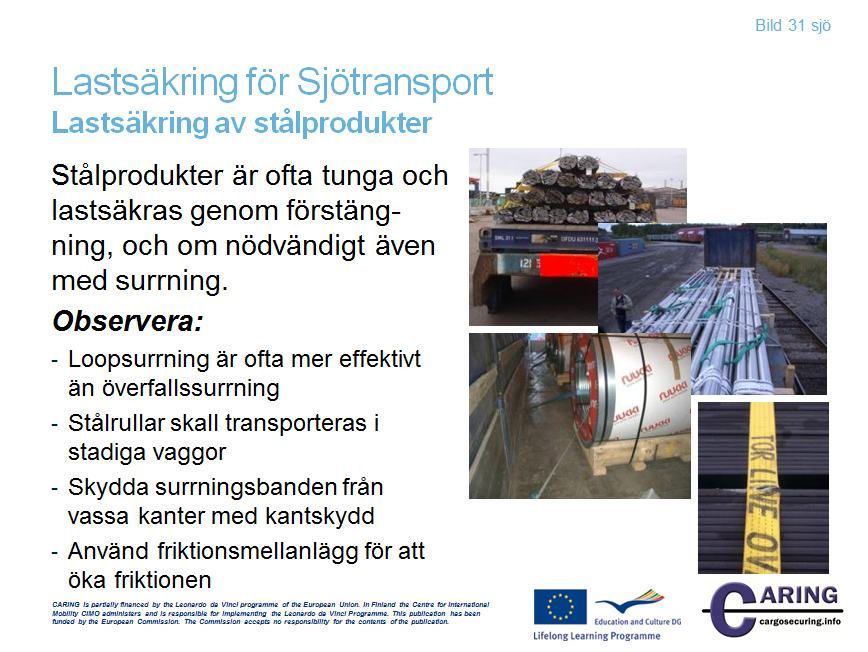 Bild 31 sjö
Lastsäkring för Sjötransport
Lastsäkring av stålprodukter
Stålprodukter är ofta tunga och
lastsäkras genom förstäng-
ning, och om nödvändigt även
med surrning.
Observera:
- Loopsurrning är ofta mer effektivt
än överfallssurrning
- Stålrullar skall transporteras i
stadiga vaggor
- Skydda surrningsbanden från
vassa kanter med kantskydd
- Använd friktionsmellanlägg för att
öka friktionen
ruukki
ruukki
ruukki
TOR LINE
CARING is partially financed by the Leonardo da Vinci programme of the European Union. In Finland the Centre for International
Mobility CIMO administers and is responsible for implementing the Leonardo da Vinci Programme. This publication has been
funded by the European Commission. The Commission accepts no responsibility for the contents of the publication.
Education and Culture DG
Lifelong Learning Programme
CARING
cargosecuring.info